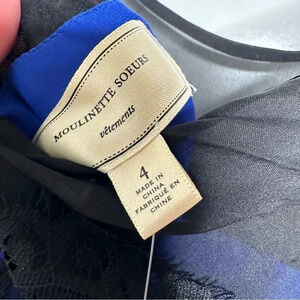 MOULINETTE SOEURS
vêtements
4
MADE IN
CHINA
FABRIQUÉ EN
CHINE